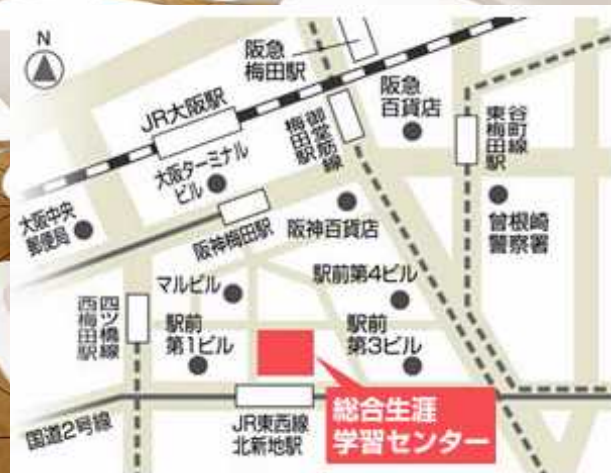 N
阪急
梅田駅
JR大阪駅
阪急
百貨店
御堂筋線
梅田駅
谷町線
東梅田駅
大阪ターミナル
ビル
大阪中央
郵便局
阪神梅田駅
阪神百貨店
曾根崎
警察署
マルビル
駅前第4ビル
四ツ橋線
西梅田駅
駅前
第1ビル
駅前
第3ビル
国道2号線
JR東西線
北新地駅
総合生涯
学習センター